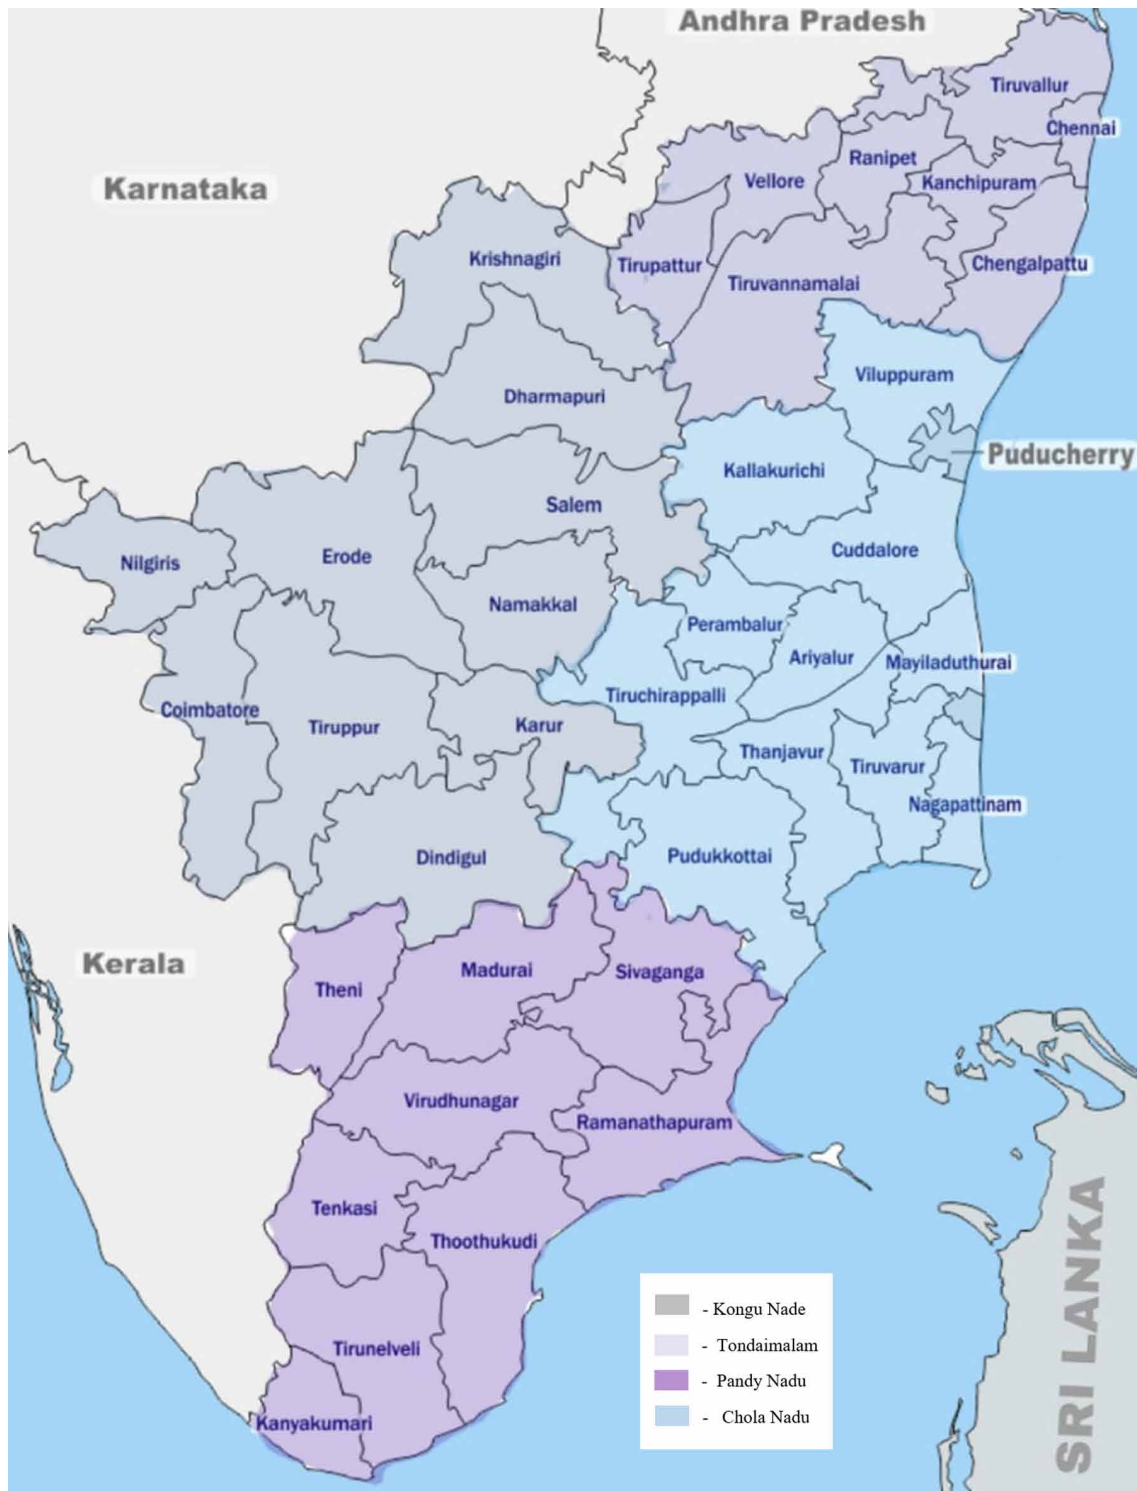 Andhra Pradesh
Tiruvallur
Chennai
Ranipet
Vellore
Kanchipuram
Karnataka
Krishnagiri
Tirupattur
Chengalpattu
Tiruvannamalai
Viluppuram
Dharmapuri
Puducherry
Kallakurichi
Salem
Cuddalore
Nilgiris
Erode
Namakkal
Perambalur
Ariyalur
Mayiladuthurai
Tiruchirappalli
Coimbatore
Tiruppur
Karur
Thanjavur
Tiruvarur
Nagapattinam
Dindigul
Pudukkottai
Kerala
Theni
Madurai
Sivaganga
Virudhunagar
Ramanathapuram
Tenkasi
Thoothukudi
Tirunelveli
Kanyakumari
SRI LANKA
- Kongu Nade
- Tondaimalam
- Pandy Nadu
- Chola Nadu